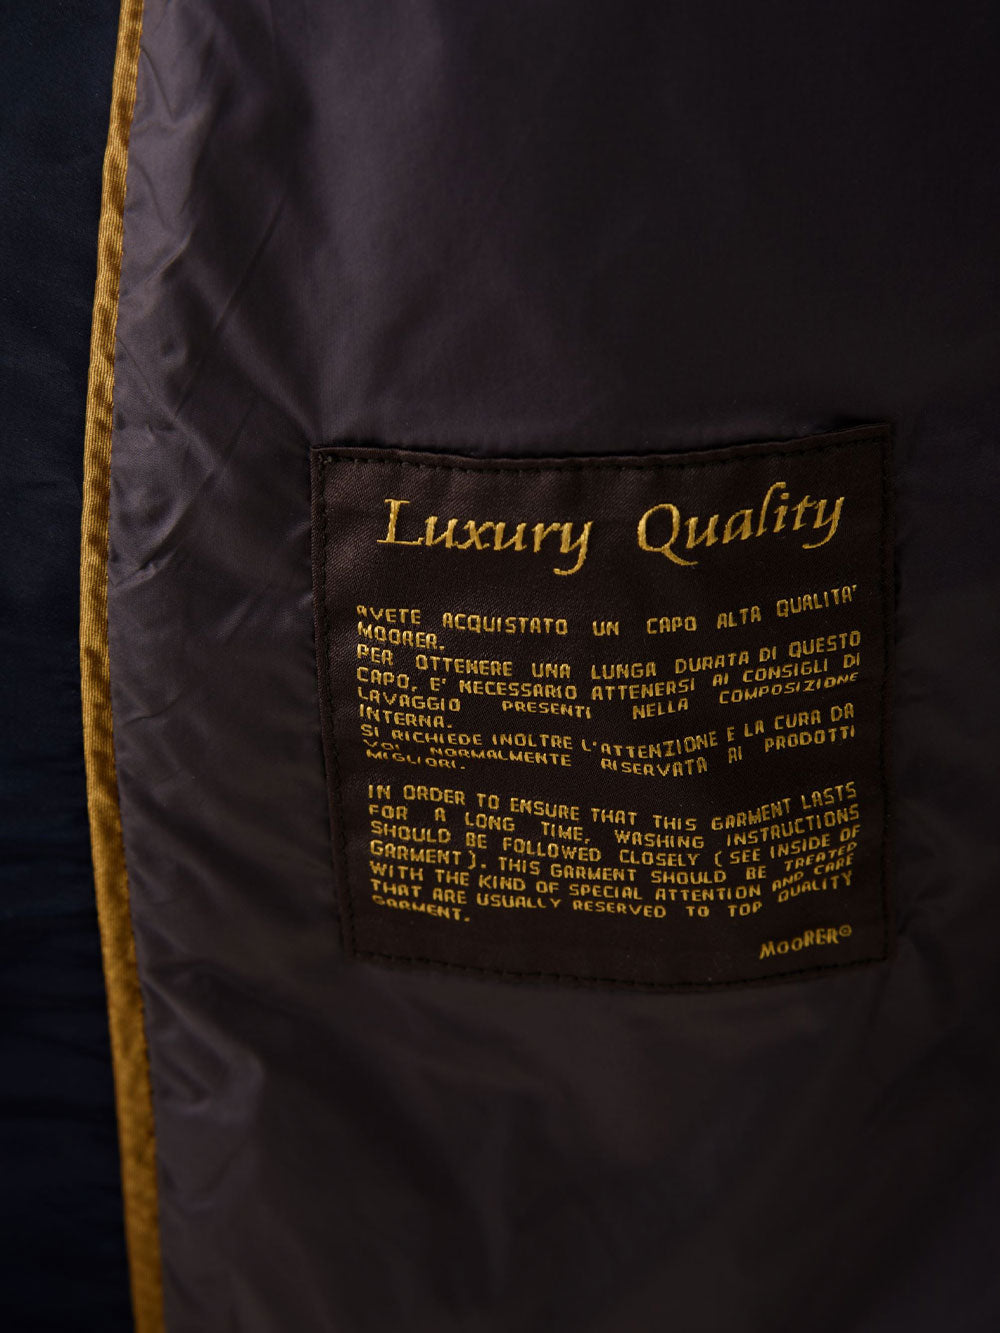 Luxury Quality
AVETE ACQUISTATO UN CAPO ALTA QUALITA'
MOORER.
PER OTTENERE UNA LUNGA DURATA DI QUESTO
CAPO, E' NECESSARIO ATTENERSI AI CONSIGLI DI
LAVAGGIO PRESENTI NELLA COMPOSIZIONE
INTERNA.
SI RICHIEDE INOLTRE L'ATTENZIONE E LA CURA DA
VOI NORMALMENTE RISERVATA AI PRODOTTI
MIGLIORI.
IN ORDER TO ENSURE THAT THIS GARMENT LASTS
FOR A LONG TIME, WASHING INSTRUCTIONS
SHOULD BE FOLLOWED CLOSELY (SEE INSIDE OF
GARMENT). THIS GARMENT SHOULD BE TREATED
WITH THE KIND OF SPECIAL ATTENTION AND CARE
THAT ARE USUALLY RESERVED TO TOP QUALITY
GARMENT.
MOORER®